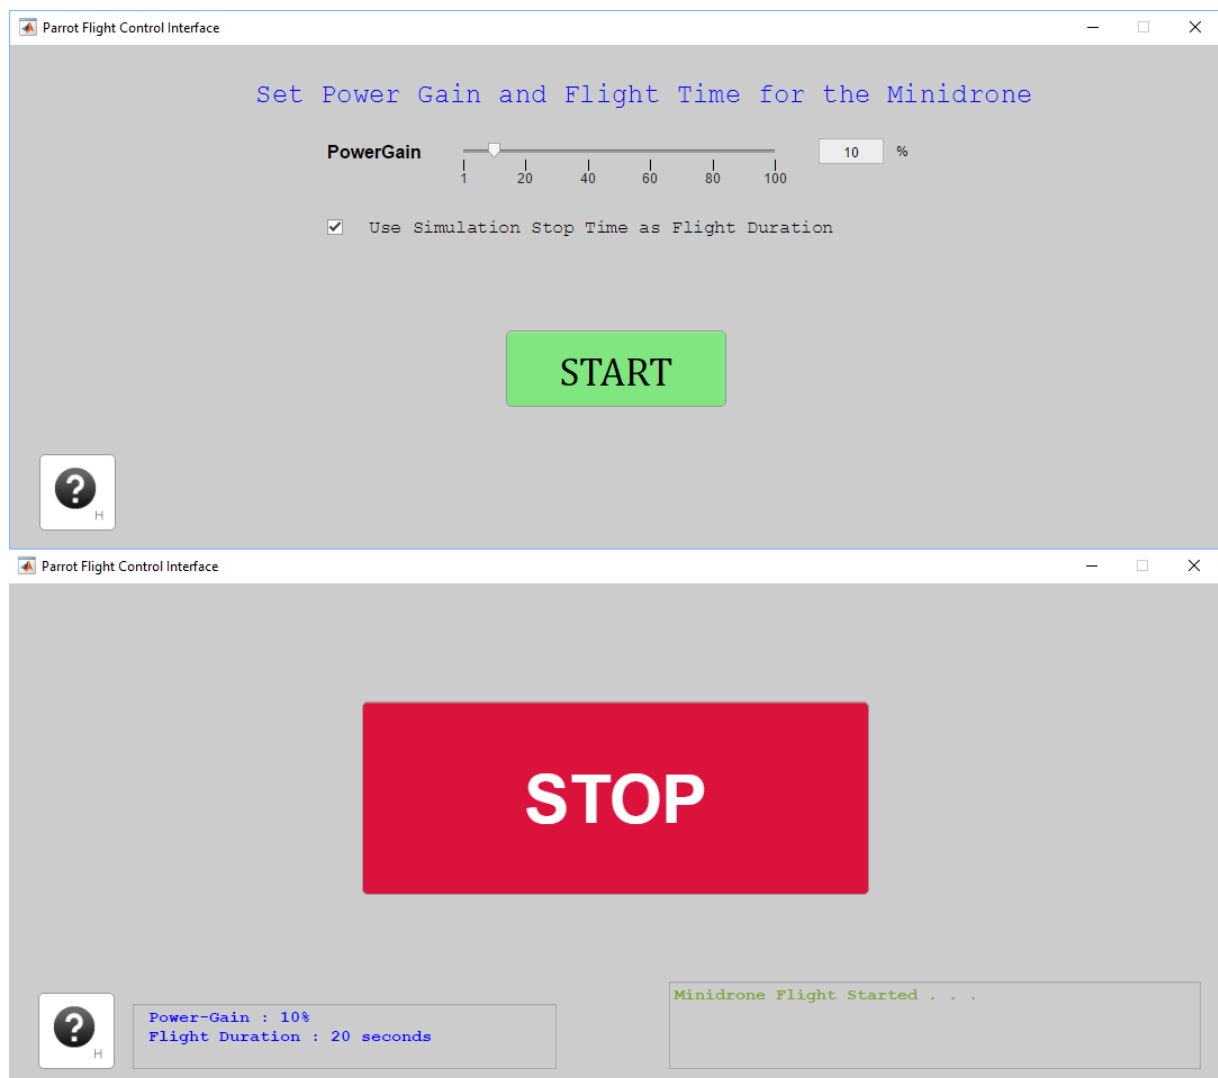 Parrot Flight Control Interface
Set Power Gain and Flight Time for the Minidrone
PowerGain
10 %
1 20 40 60 80 100
Use Simulation Stop Time as Flight Duration
START
?
H
Parrot Flight Control Interface
STOP
Minidrone Flight Started . . .
?
H
Power-Gain : 10%
Flight Duration : 20 seconds